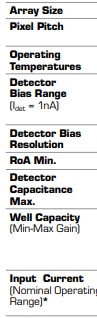 Array Size
Pixel Pitch
Operating
Temperatures
Detector
Bias Range
(Idet = 1nA)
Detector Bias
Resolution
RoA Min.
Detector
Capacitance
Max.
Well Capacity
(Min-Max Gain)
Input Current
(Nominal Operating
Range)*